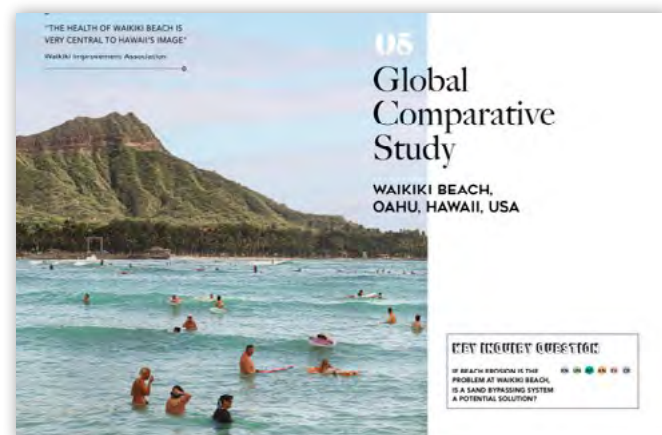 "THE HEALTH OF WAIKIKI BEACH IS
VERY CENTRAL TO HAWAII'S IMAGE"
Waikiki Improvement Association
05
Global
Comparative
Study
WAIKIKI BEACH,
OAHU, HAWAII, USA
KEY INQUIRY QUESTION
IF BEACH EROSION IS THE
PROBLEM AT WAIKIKI BEACH,
IS A SAND BYPASSING SYSTEM
A POTENTIAL SOLUTION?